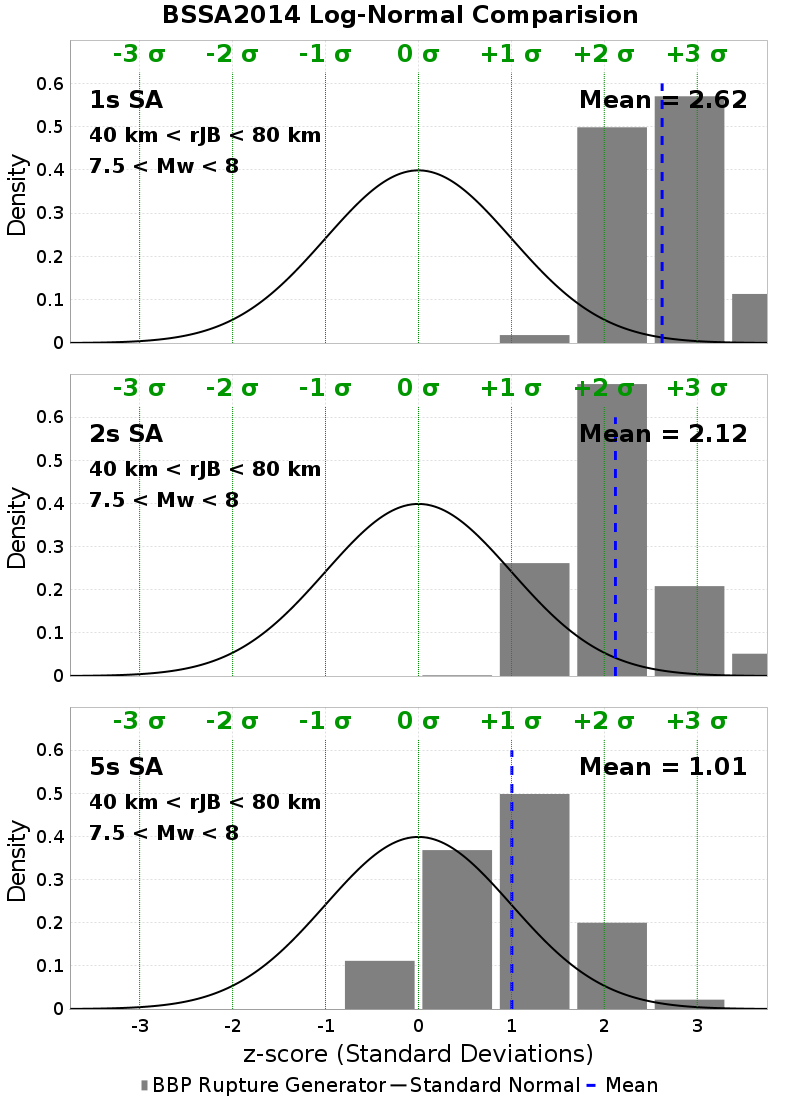 BSSA2014 Log-Normal Comparision
-3 σ -2 σ -1 σ 0 σ +1 σ +2 σ +3 σ
0.6
1s SA Mean = 2.62
0.5
40 km < rJB < 80 km
7.5 < Mw < 8
0.4
0.3
0.2
0.1
0
Density
-3 σ -2 σ -1 σ 0 σ +1 σ +2 σ +3 σ
0.6
2s SA Mean = 2.12
0.5
40 km < rJB < 80 km
7.5 < Mw < 8
0.4
0.3
0.2
0.1
0
Density
-3 σ -2 σ -1 σ 0 σ +1 σ +2 σ +3 σ
0.6
5s SA Mean = 1.01
0.5
40 km < rJB < 80 km
7.5 < Mw < 8
0.4
0.3
0.2
0.1
0
Density
-3 -2 -1 0 1 2 3
z-score (Standard Deviations)
BBP Rupture Generator Standard Normal Mean